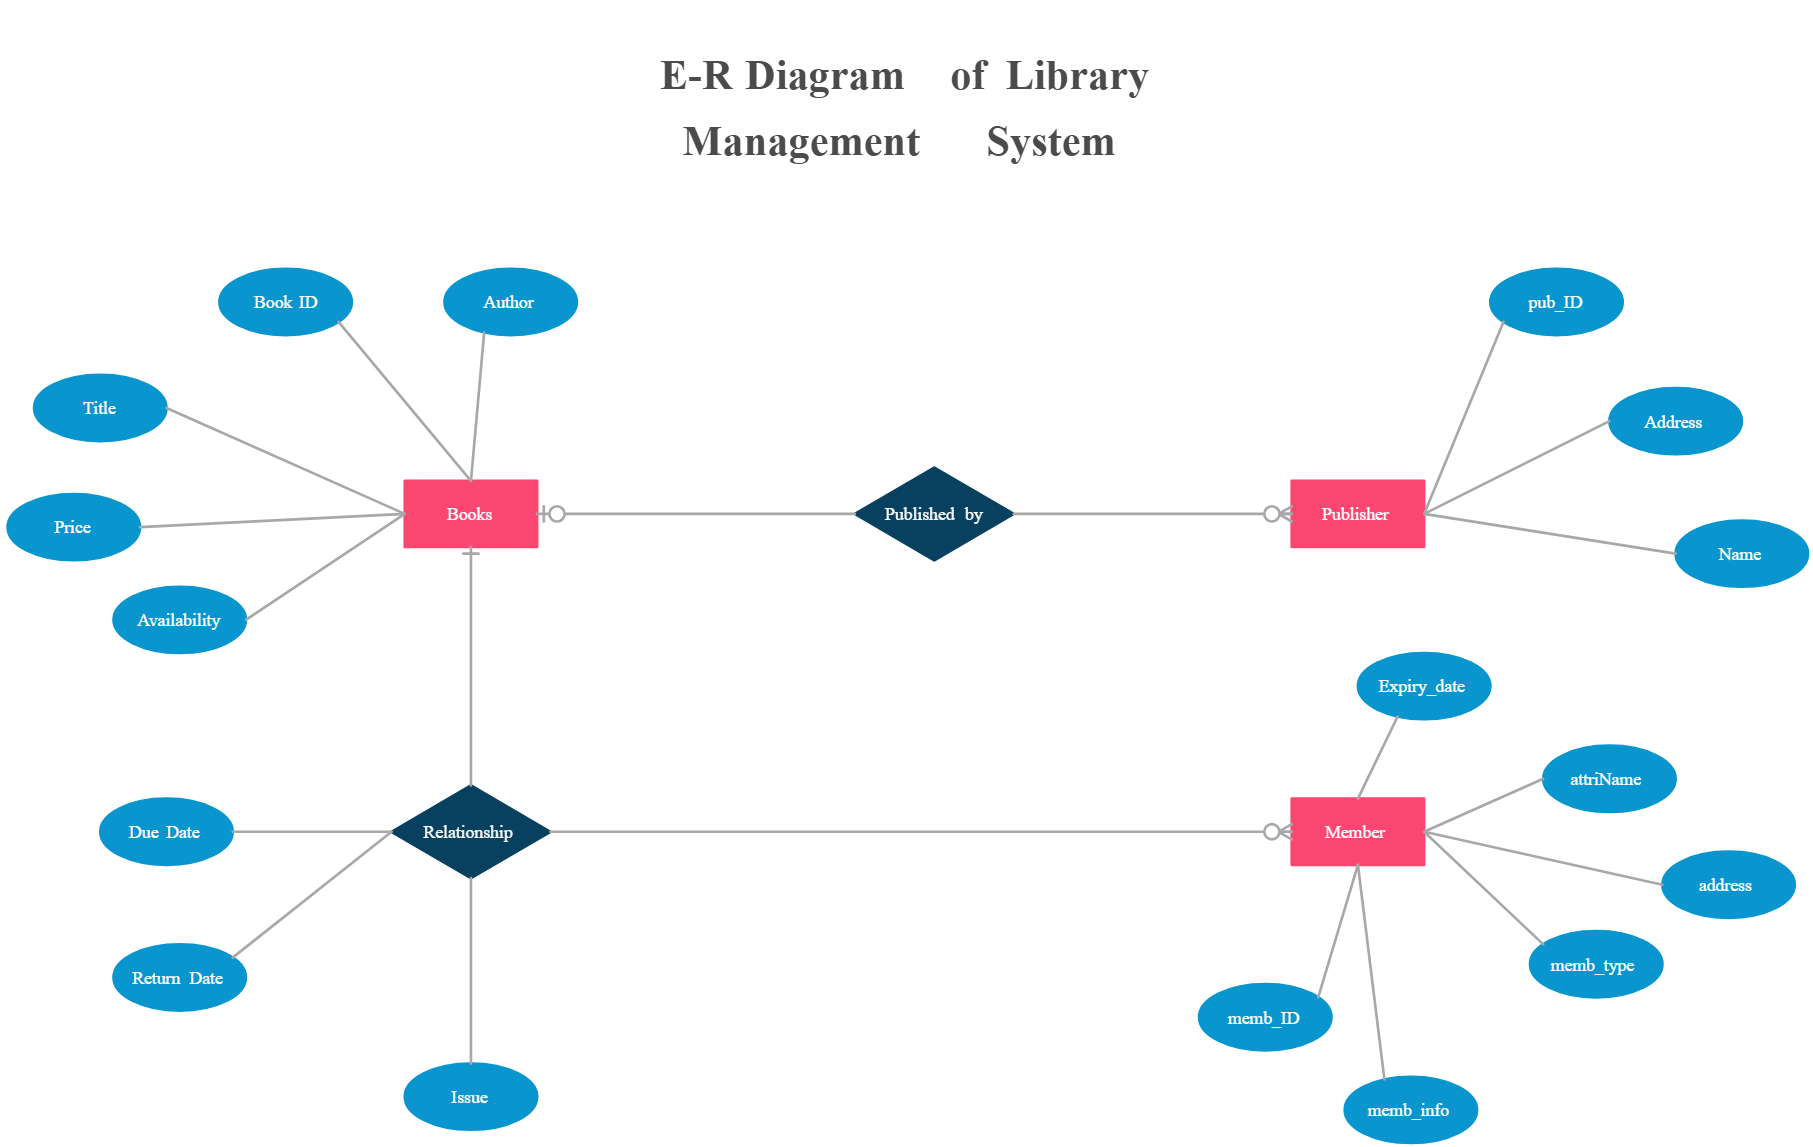 E-R Diagram of Library
Management System
Book ID
Author
pub_ID
Title
Address
Books
Published by
Publisher
Price
Name
Availability
Expiry_date
attriName
Due Date
Relationship
Member
address
memb_type
Return Date
memb_ID
Issue
memb_info